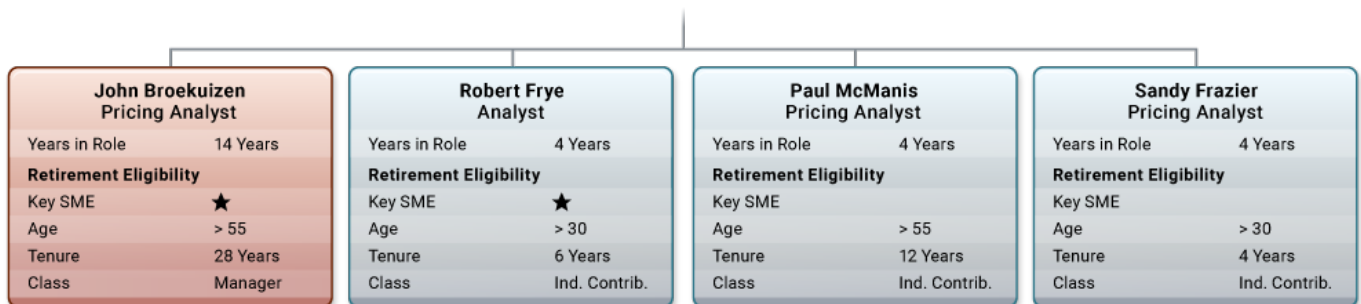 John Broekuizen
Pricing Analyst
Years in Role 14 Years
Retirement Eligibility
Key SME ★
Age > 55
Tenure 28 Years
Class Manager
Robert Frye
Analyst
Years in Role 4 Years
Retirement Eligibility
Key SME ★
Age > 30
Tenure 6 Years
Class Ind. Contrib.
Paul McManis
Pricing Analyst
Years in Role 4 Years
Retirement Eligibility
Key SME
Age > 55
Tenure 12 Years
Class Ind. Contrib.
Sandy Frazier
Pricing Analyst
Years in Role 4 Years
Retirement Eligibility
Key SME
Age > 30
Tenure 4 Years
Class Ind. Contrib.